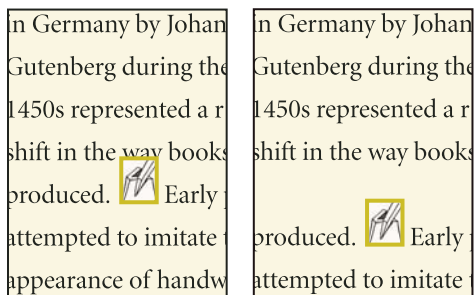 in Germany by Johan
Gutenberg during the
1450s represented a r
shift in the way books
produced. Early
attempted to imitate
appearance of handw
in Germany by Johan
Gutenberg during the
1450s represented a r
shift in the way books
produced. Early
attempted to imitate